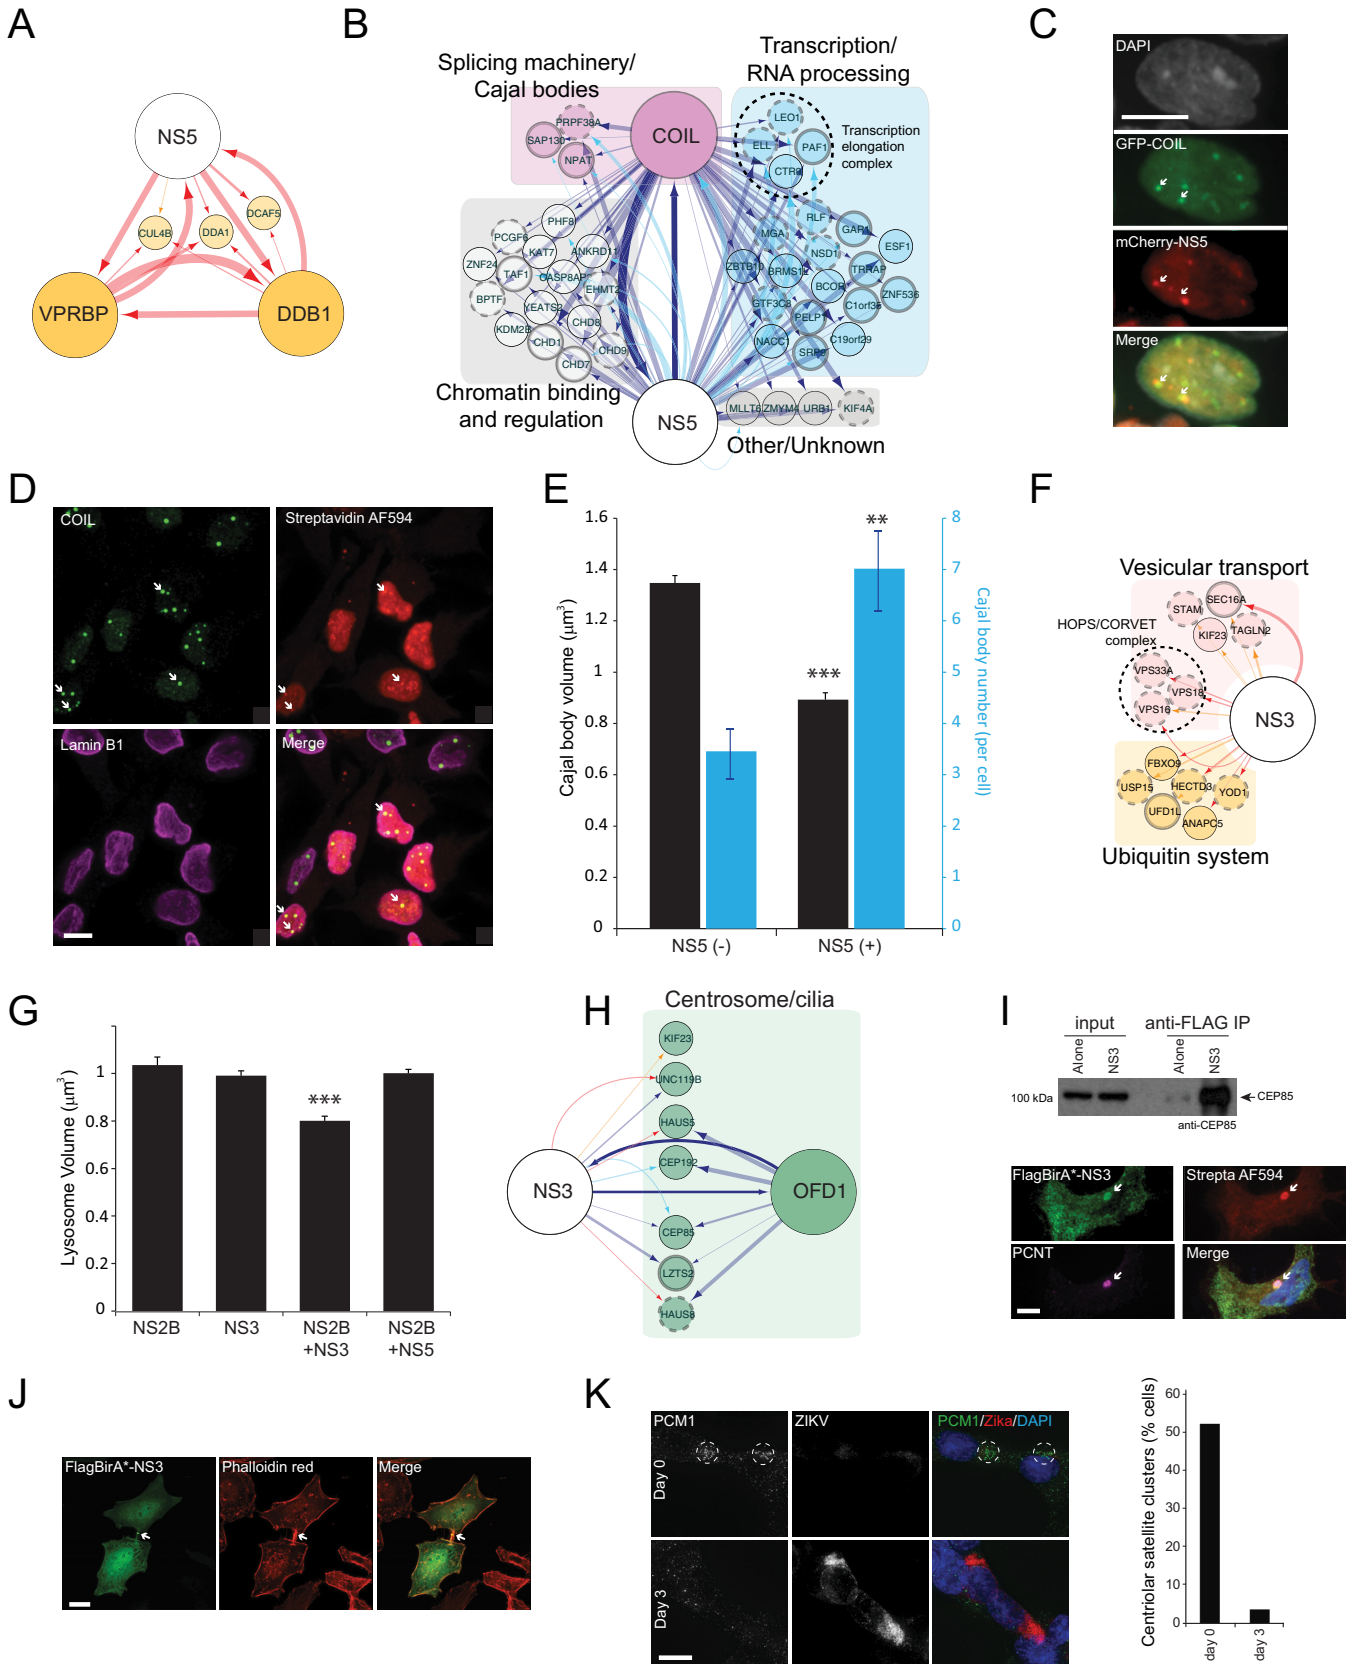 A
NS5
CUL4B
DDA1
DCAF5
VPRBP
DDB1
B
Splicing machinery/
Cajal bodies
Transcription/
RNA processing
PRPF38A
SAP130
NPAT
COIL
LEO1
ELL
PAF1
CTR9
Transcription
elongation
complex
PHF8
PCGF6
KAT7
ANKRD11
ZNF24
TAF1
CASP8AP2
EHMT2
BPTF
YEATS2
CHD8
KDM2B
CHD1
CHD9
CHD7
Chromatin binding
and regulation
RLF
MGA
GAR1
NSD1
ESF1
ZBTB10
BRMS1L
TRRAP
BCOR
ZNF536
GTF3C3
C1orf35
PELP1
NACC1
C19orf29
SRP9
NS5
MLLT6
ZMYM4
URB1
KIF4A
Other/Unknown
C
DAPI
GFP-COIL
mCherry-NS5
Merge
D
COIL
Streptavidin AF594
Lamin B1
Merge
E
Cajal body volume (µm3)
1.6
1.4
1.2
1
0.8
0.6
0.4
0.2
0
***
**
8
7
6
5
4
3
2
1
0
Cajal body number
(per cell)
NS5 (-)
NS5 (+)
F
Vesicular transport
SEC16A
STAM
KIF23
TAGLN2
HOPS/CORVET
complex
VPS33A
VPS18
VPS16
NS3
FBXO9
USP15
HECTD3
YOD1
UFD1L
ANAPC5
Ubiquitin system
G
Lysosome Volume (µm3)
1
0.8
0.6
0.4
0.2
0
***
NS2B
NS3
NS2B
+NS3
NS2B
+NS5
H
Centrosome/cilia
KIF23
UNC119B
HAUS5
CEP192
NS3
OFD1
CEP85
LZTS2
HAUS8
I
input
anti-FLAG IP
Alone
NS3
Alone
NS3
100 kDa
CEP85
anti-CEP85
FlagBirA*-NS3
Strepta AF594
PCNT
Merge
J
FlagBirA*-NS3
Phalloidin red
Merge
K
PCM1
ZIKV
PCM1/Zika/DAPI
Day 0
Day 3
Centriolar satellite clusters (% cells)
60
50
40
30
20
10
0
day 0
day 3